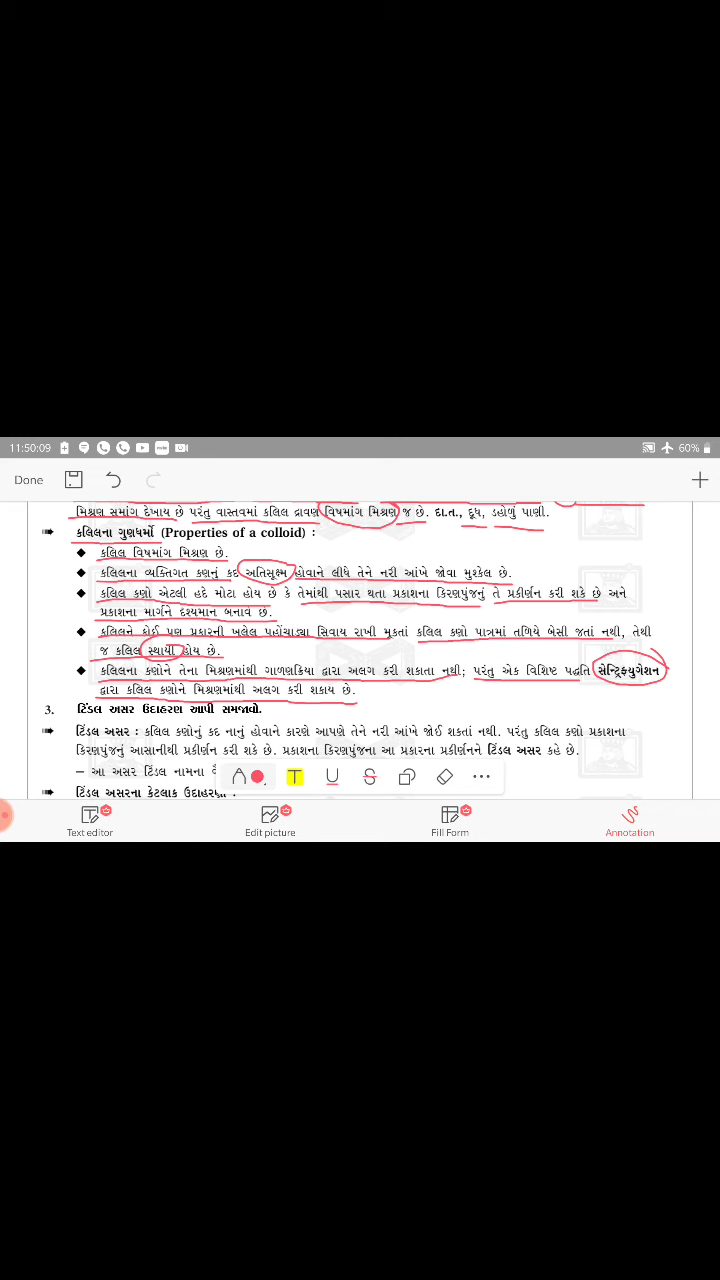 11:50:09
60%
Done
મિશ્રણ સમાંગ દેખાય છે પરંતુ વાસ્તવમાં કલિલ દ્રાવણ વિષમાંગ મિશ્રણ જ છે. દા.ત., દૂધ, ડહોળું પાણી.
કલિલના ગુણધર્મો (Properties of a colloid) :
કલિલ વિષમાંગ મિશ્રણ છે.
કલિલના વ્યક્તિગત કણનું કદ અતિસૂક્ષ્મ હોવાને લીધે તેને નરી આંખે જોવા મુશ્કેલ છે.
કલિલ કણો એટલી હદે મોટા હોય છે કે તેમાંથી પસાર થતા પ્રકાશના કિરણપુંજનું તે પ્રકીર્ણન કરી શકે છે અને
પ્રકાશના માર્ગને દશ્યમાન બનાવે છે.
કલિલને કોઈ પણ પ્રકારની ખલેલ પહોંચાડ્યા સિવાય રાખી મૂકતાં કલિલ કણો પાત્રમાં તળિયે બેસી જતાં નથી, તેથી
જ કલિલ સ્થાયી હોય છે.
કલિલના કણોને તેના મિશ્રણમાંથી ગાળણક્રિયા દ્વારા અલગ કરી શકાતા નથી; પરંતુ એક વિશિષ્ટ પદ્ધતિ સેન્ટ્રિફ્યુગેશન
દ્વારા કલિલ કણોને મિશ્રણમાંથી અલગ કરી શકાય છે.
3. ટિંડલ અસર ઉદાહરણ આપી સમજાવો.
ટિંડલ અસર : કલિલ કણોનું કદ નાનું હોવાને કારણે આપણે તેને નરી આંખે જોઈ શકતાં નથી. પરંતુ કલિલ કણો પ્રકાશના
કિરણપુંજનું આસાનીથી પ્રકીર્ણન કરી શકે છે. પ્રકાશના કિરણપુંજના આ પ્રકારના પ્રકીર્ણનને ટિંડલ અસર કહે છે.
– આ અસર ટિંડલ નામના
ટિંડલ અસરના કેટલાક ઉદાહરણો :
Text editor Edit picture Fill Form Annotation